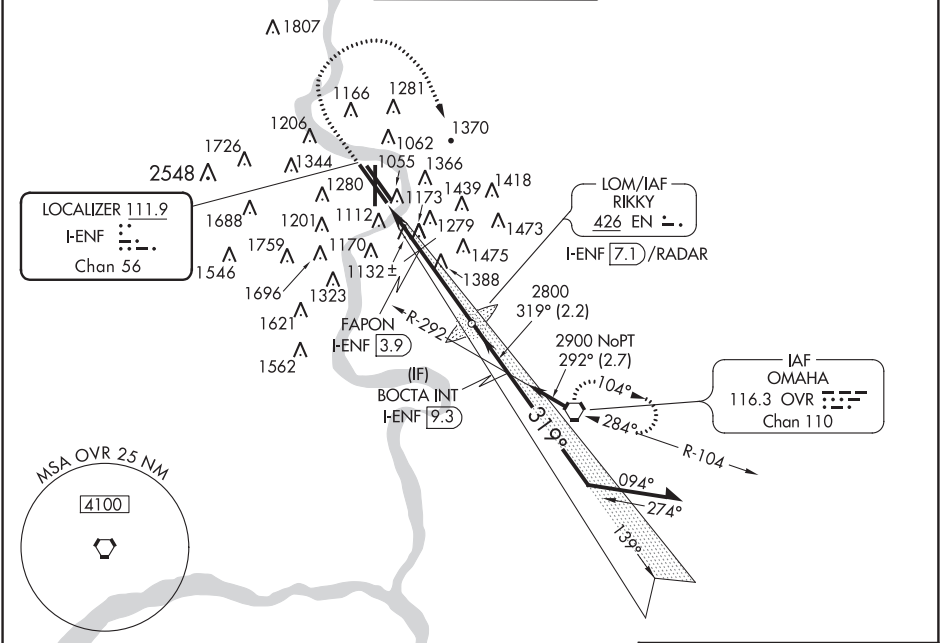 1807
1166
1281
1206
1062
1370
1726
1344
1055
1366
2548
1280
1439
1418
1173
LOCALIZER 111.9
I-ENF
Chan 56
1688
1201
1112
1279
1473
LOM/IAF
RIKKY
426 EN
I-ENF 7.1 /RADAR
1546
1759
1170
1132 ±
1475
1388
1696
1323
1621
1562
FAPON
I-ENF 3.9
R-292
2800
319° (2.2)
2900 NoPT
292° (2.7)
(IF)
BOCTA INT
I-ENF 9.3
104°
284°
IAF
OMAHA
116.3 OVR
Chan 110
319°
R-104
094°
274°
139°
MSA OVR 25 NM
4100